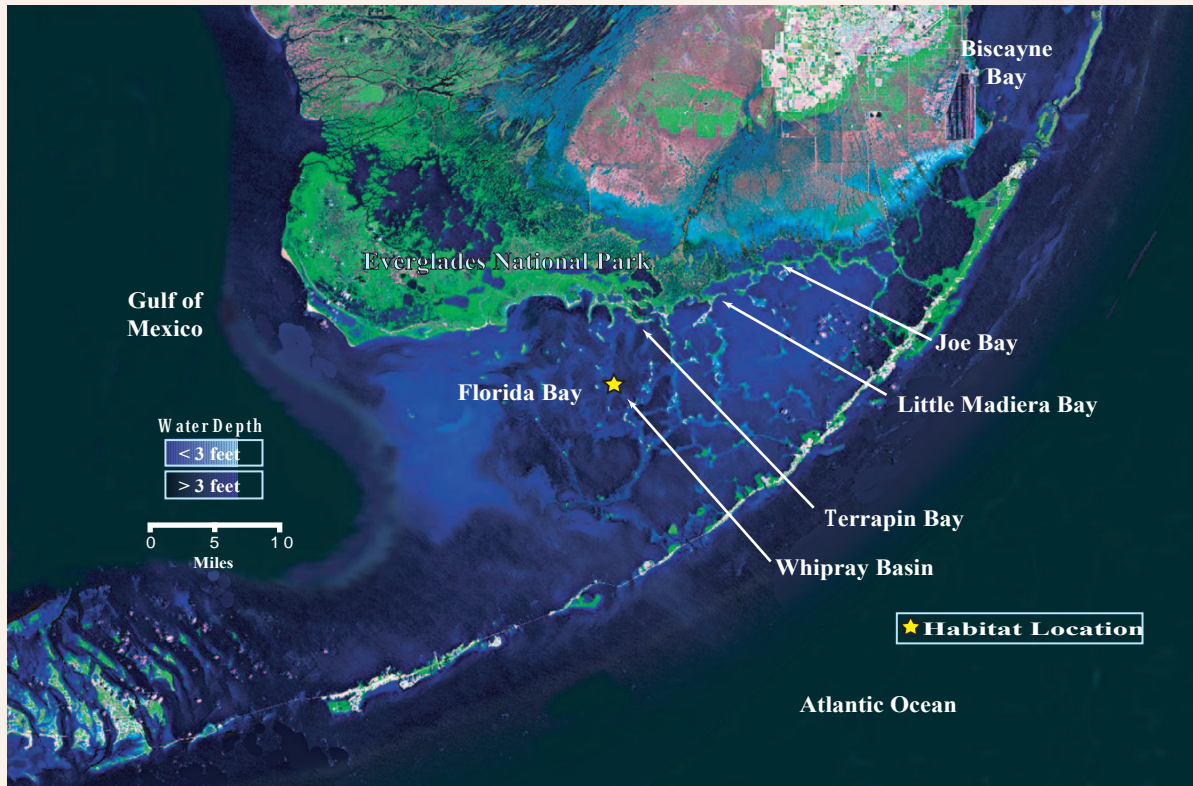 Biscayne
Bay
Everglades National Park
Gulf of
Mexico
Joe Bay
Florida Bay
Little Madiera Bay
Water Depth
< 3 feet
> 3 feet
0 5 10
Miles
Terrapin Bay
Whipray Basin
Habitat Location
Atlantic Ocean